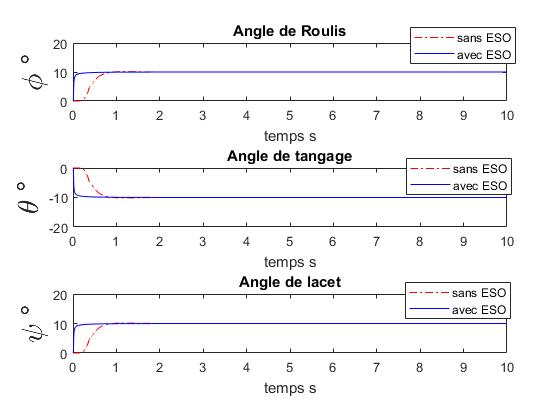 Angle de Roulis
sans ESO
avec ESO
20
10
0
ϕ °
0 1 2 3 4 5 6 7 8 9 10
temps s
Angle de tangage
sans ESO
avec ESO
0
-10
-20
θ °
0 1 2 3 4 5 6 7 8 9 10
temps s
Angle de lacet
sans ESO
avec ESO
20
10
0
ψ °
0 1 2 3 4 5 6 7 8 9 10
temps s